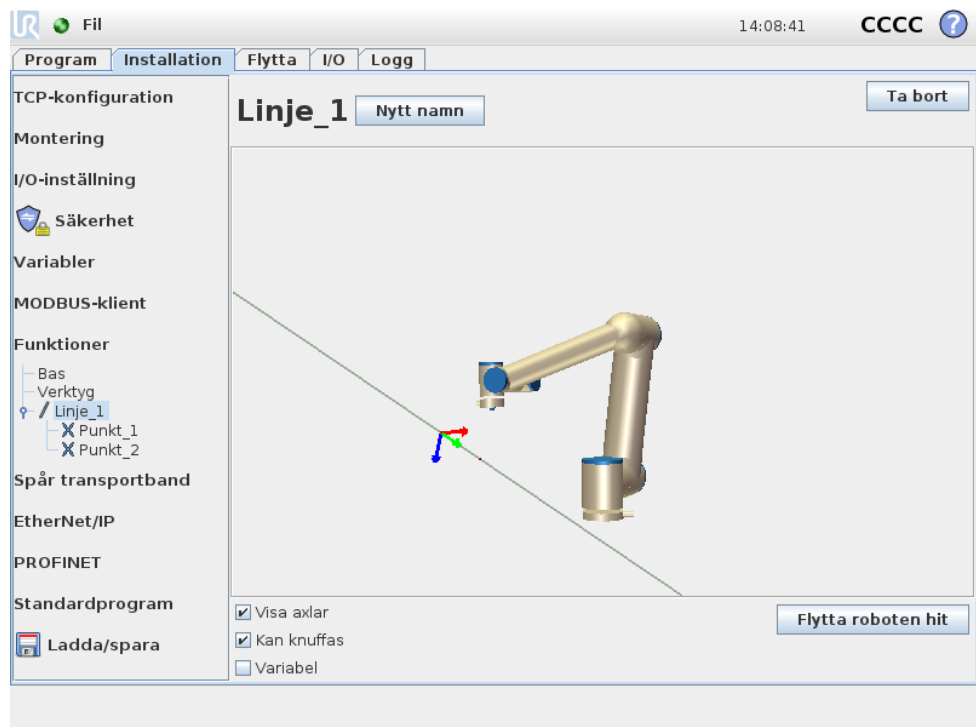 UR Fil 14:08:41 CCCC ?
Program Installation Flytta I/O Logg
TCP-konfiguration
Montering
I/O-inställning
Säkerhet
Variabler
MODBUS-klient
Funktioner
Bas
Verktyg
Linje_1
Punkt_1
Punkt_2
Spår transportband
EtherNet/IP
PROFINET
Standardprogram
Ladda/spara
Linje_1 Nytt namn Ta bort
Visa axlar
Kan knuffas
Variabel
Flytta roboten hit